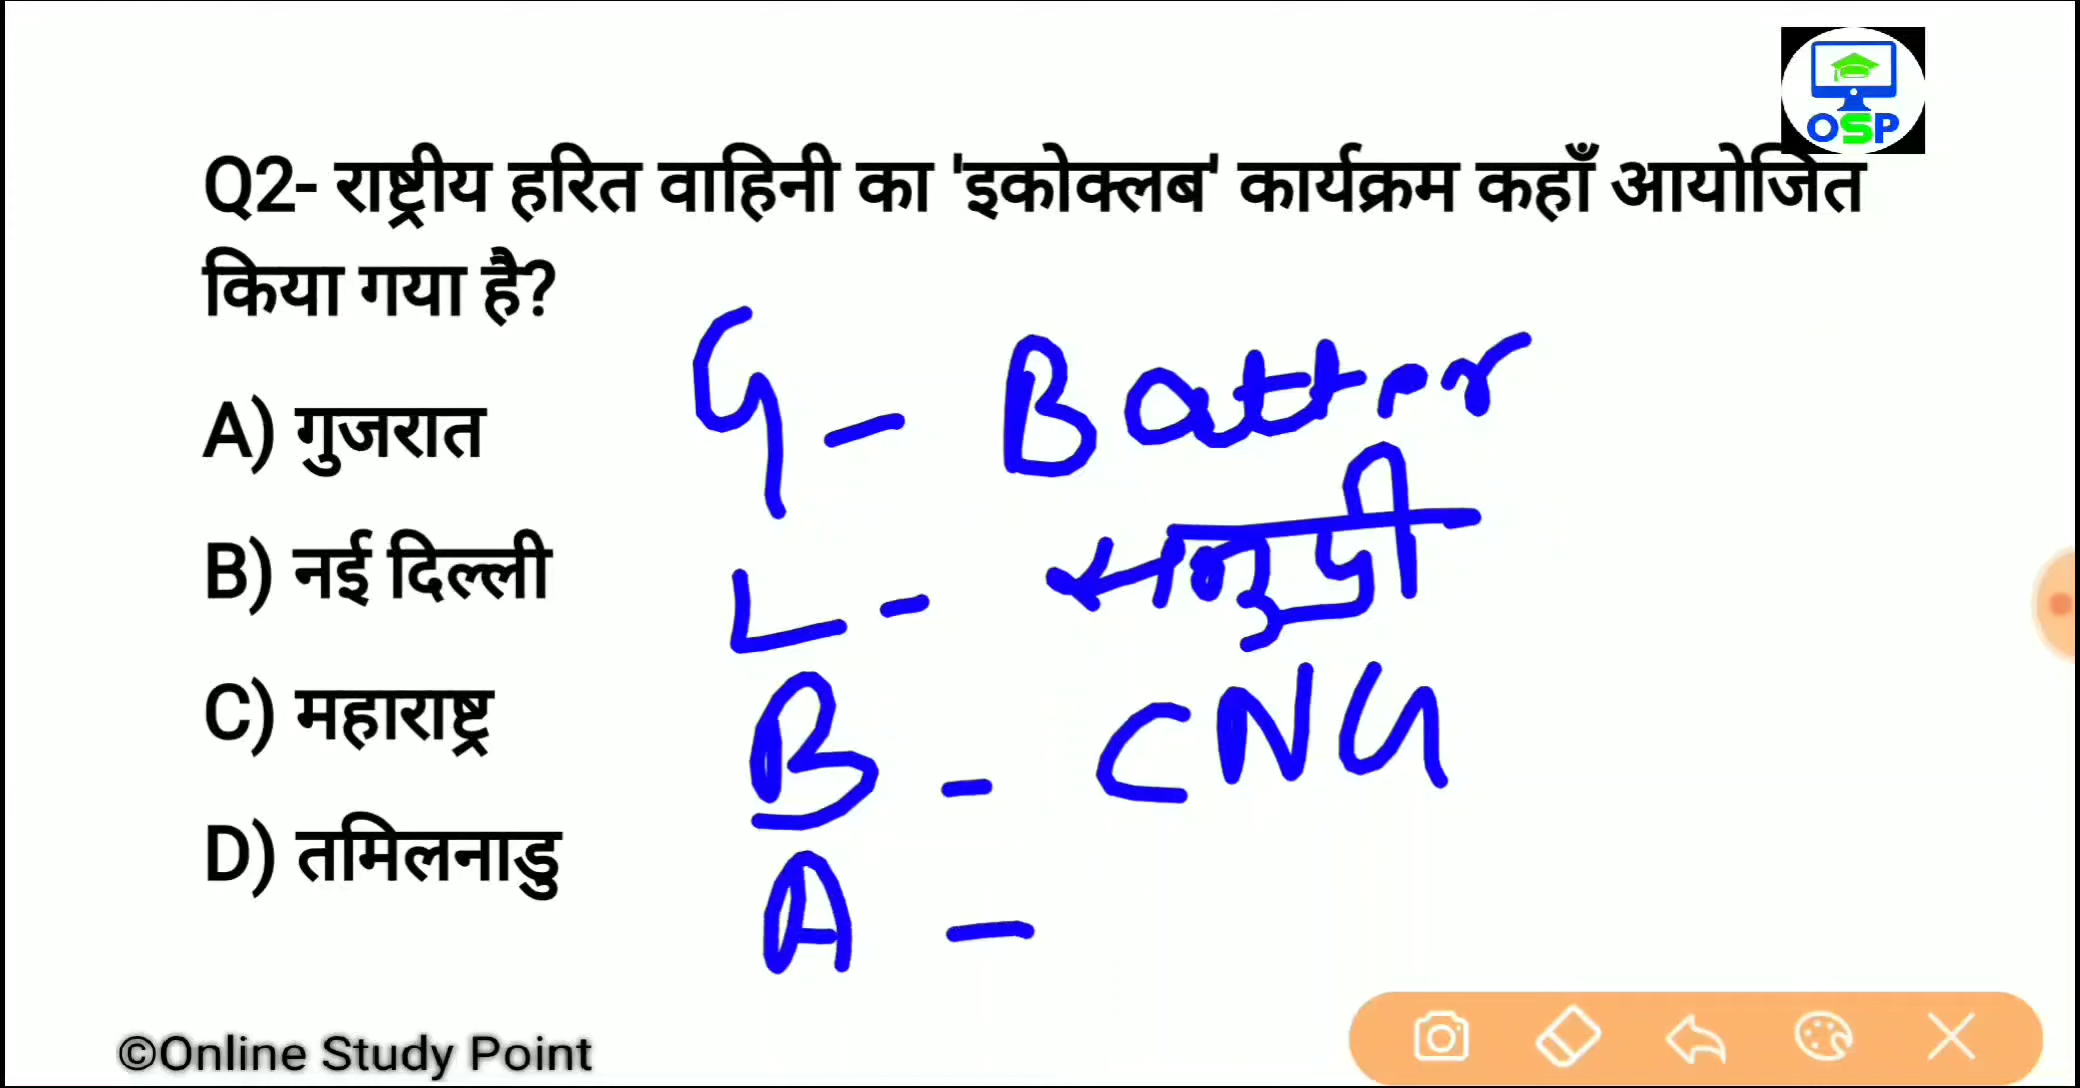 OSP
Q2- राष्ट्रीय हरित वाहिनी का 'इकोक्लब' कार्यक्रम कहाँ आयोजित
किया गया है?
A) गुजरात
B) नई दिल्ली
C) महाराष्ट्र
D) तमिलनाडु
G - Batter
L -
B - CNG
A -
©Online Study Point